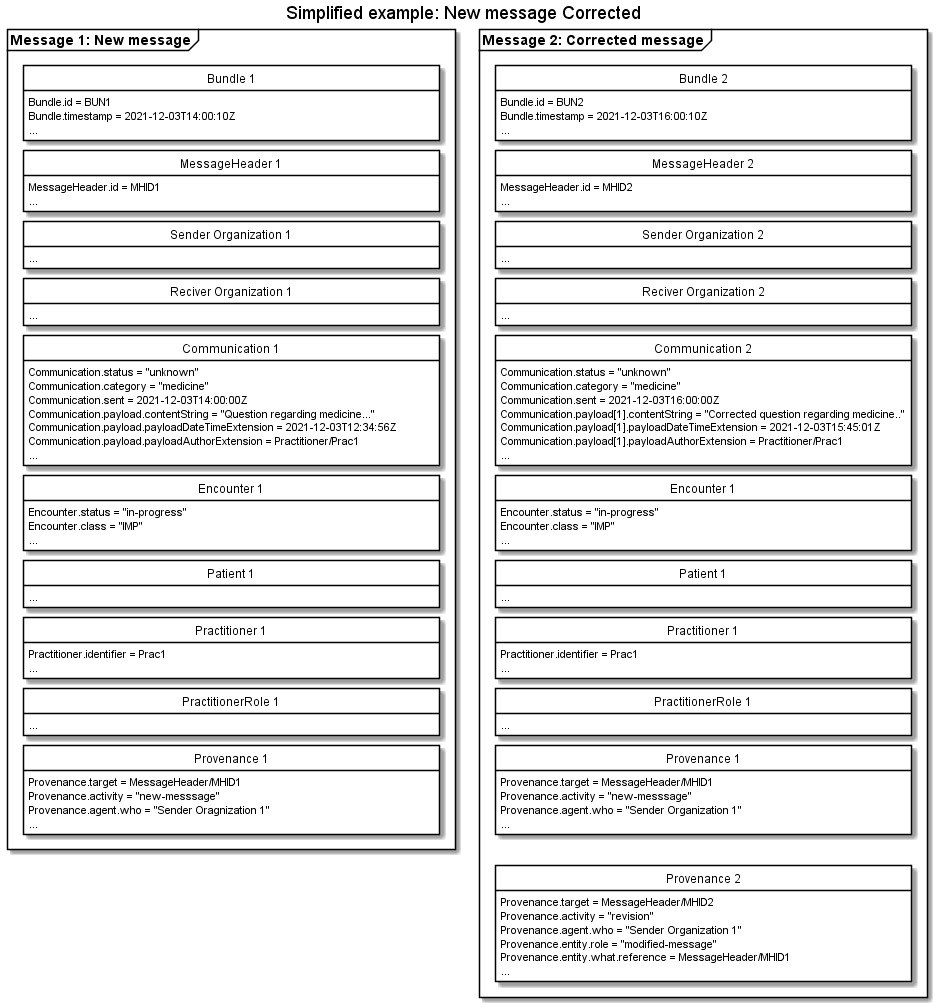 Simplified example: New message Corrected
Message 1: New message
Bundle 1
Bundle.id = BUN1
Bundle.timestamp = 2021-12-03T14:00:10Z
...
MessageHeader 1
MessageHeader.id = MHID1
...
Sender Organization 1
...
Reciver Organization 1
...
Communication 1
Communication.status = "unknown"
Communication.category = "medicine"
Communication.sent = 2021-12-03T14:00:00Z
Communication.payload.contentString = "Question regarding medicine..."
Communication.payload.payloadDateTimeExtension = 2021-12-03T12:34:56Z
Communication.payload.payloadAuthorExtension = Practitioner/Prac1
...
Encounter 1
Encounter.status = "in-progress"
Encounter.class = "IMP"
...
Patient 1
...
Practitioner 1
Practitioner.identifier = Prac1
...
PractitionerRole 1
...
Provenance 1
Provenance.target = MessageHeader/MHID1
Provenance.activity = "new-messsage"
Provenance.agent.who = "Sender Oragnization 1"
...
Message 2: Corrected message
Bundle 2
Bundle.id = BUN2
Bundle.timestamp = 2021-12-03T16:00:10Z
...
MessageHeader 2
MessageHeader.id = MHID2
...
Sender Organization 2
...
Reciver Organization 2
...
Communication 2
Communication.status = "unknown"
Communication.category = "medicine"
Communication.sent = 2021-12-03T16:00:00Z
Communication.payload[1].contentString = "Corrected question regarding medicine.."
Communication.payload[1].payloadDateTimeExtension = 2021-12-03T15:45:01Z
Communication.payload[1].payloadAuthorExtension = Practitioner/Prac1
...
Encounter 1
Encounter.status = "in-progress"
Encounter.class = "IMP"
...
Patient 1
...
Practitioner 1
Practitioner.identifier = Prac1
...
PractitionerRole 1
...
Provenance 1
Provenance.target = MessageHeader/MHID1
Provenance.activity = "new-messsage"
Provenance.agent.who = "Sender Organization 1"
...
Provenance 2
Provenance.target = MessageHeader/MHID2
Provenance.activity = "revision"
Provenance.agent.who = "Sender Organization 1"
Provenance.entity.role = "modified-message"
Provenance.entity.what.reference = MessageHeader/MHID1
...